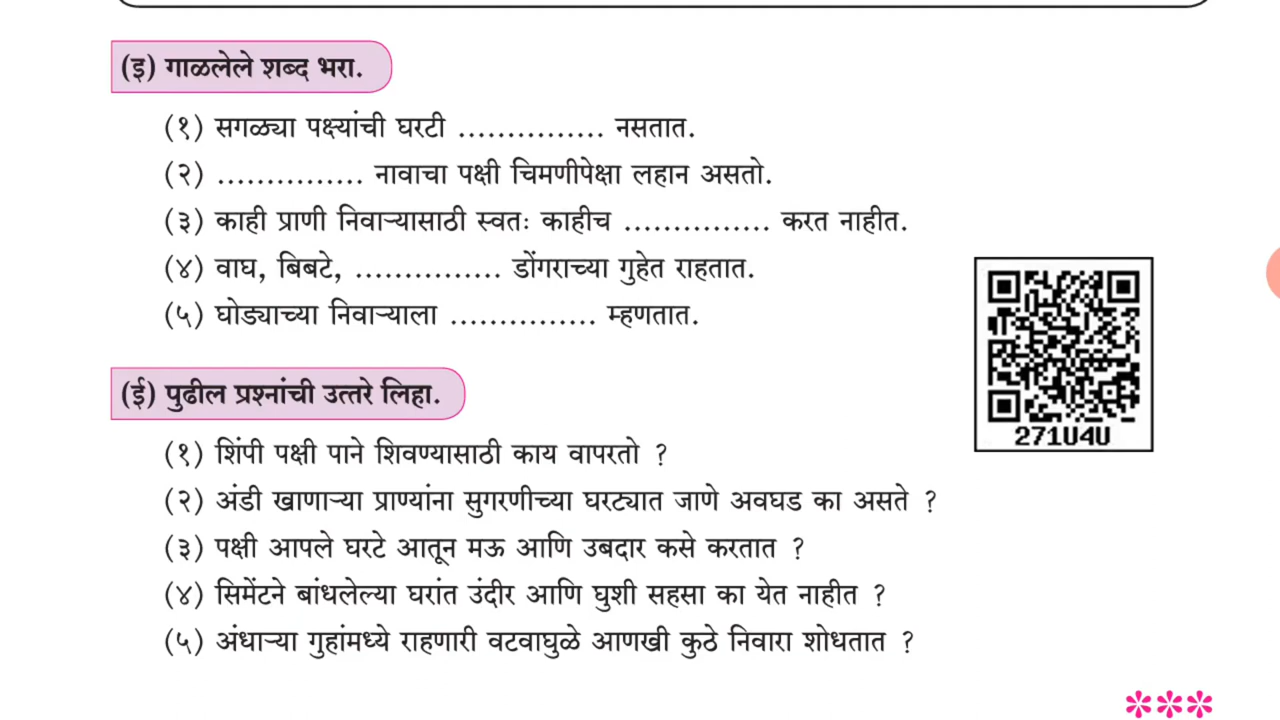 (इ) गाळलेले शब्द भरा.
(१) सगळ्या पक्ष्यांची घरटी ............... नसतात.
(२) ............... नावाचा पक्षी चिमणीपेक्षा लहान असतो.
(३) काही प्राणी निवाऱ्यासाठी स्वतः काहीच ............... करत नाहीत.
(४) वाघ, बिबटे, ............... डोंगराच्या गुहेत राहतात.
(५) घोड्याच्या निवाऱ्याला ............... म्हणतात.
271U4U
(ई) पुढील प्रश्नांची उत्तरे लिहा.
(१) शिंपी पक्षी पाने शिवण्यासाठी काय वापरतो ?
(२) अंडी खाणाऱ्या प्राण्यांना सुगरणीच्या घरट्यात जाणे अवघड का असते ?
(३) पक्षी आपले घरटे आतून मऊ आणि उबदार कसे करतात ?
(४) सिमेंटने बांधलेल्या घरांत उंदीर आणि घुशी सहसा का येत नाहीत ?
(५) अंधाऱ्या गुहांमध्ये राहणारी वटवाघुळे आणखी कुठे निवारा शोधतात ?